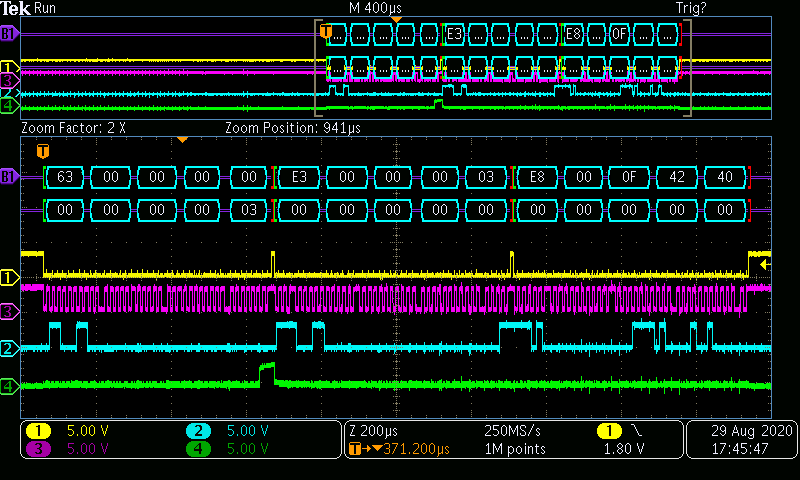 Tek Run M 400µs Trig?
B1 T ... ... ... ... E3 ... ... ... ... E8 ... 0F ... ...
1 ... ... ... ... ... ... ... ... ... ... ... ... ... ... ...
3
2
4
Zoom Factor: 2 X Zoom Position: 941µs
T
B1 63 00 00 00 00 E3 00 00 00 03 E8 00 0F 42 40
00 00 00 00 03 00 00 00 00 00 00 00 00 00 00
1
3
2
4
1 5.00 V 2 5.00 V Z 200µs 250MS/s 1 1.80 V 29 Aug 2020
3 5.00 V 4 5.00 V T→▼371.200µs 1M points 17:45:47